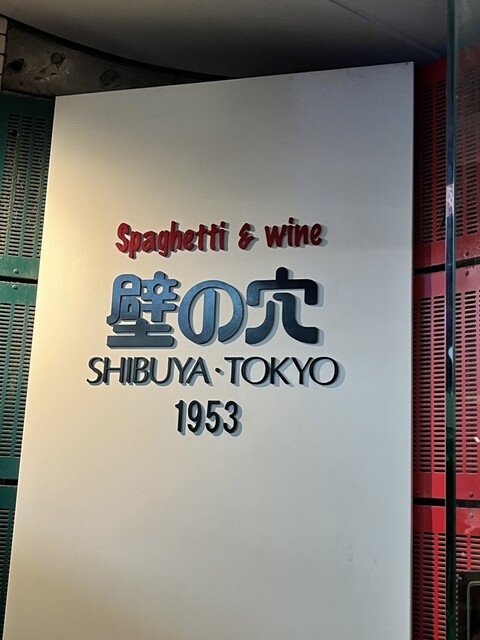 Spaghetti & wine
壁の穴
SHIBUYA・TOKYO
1953